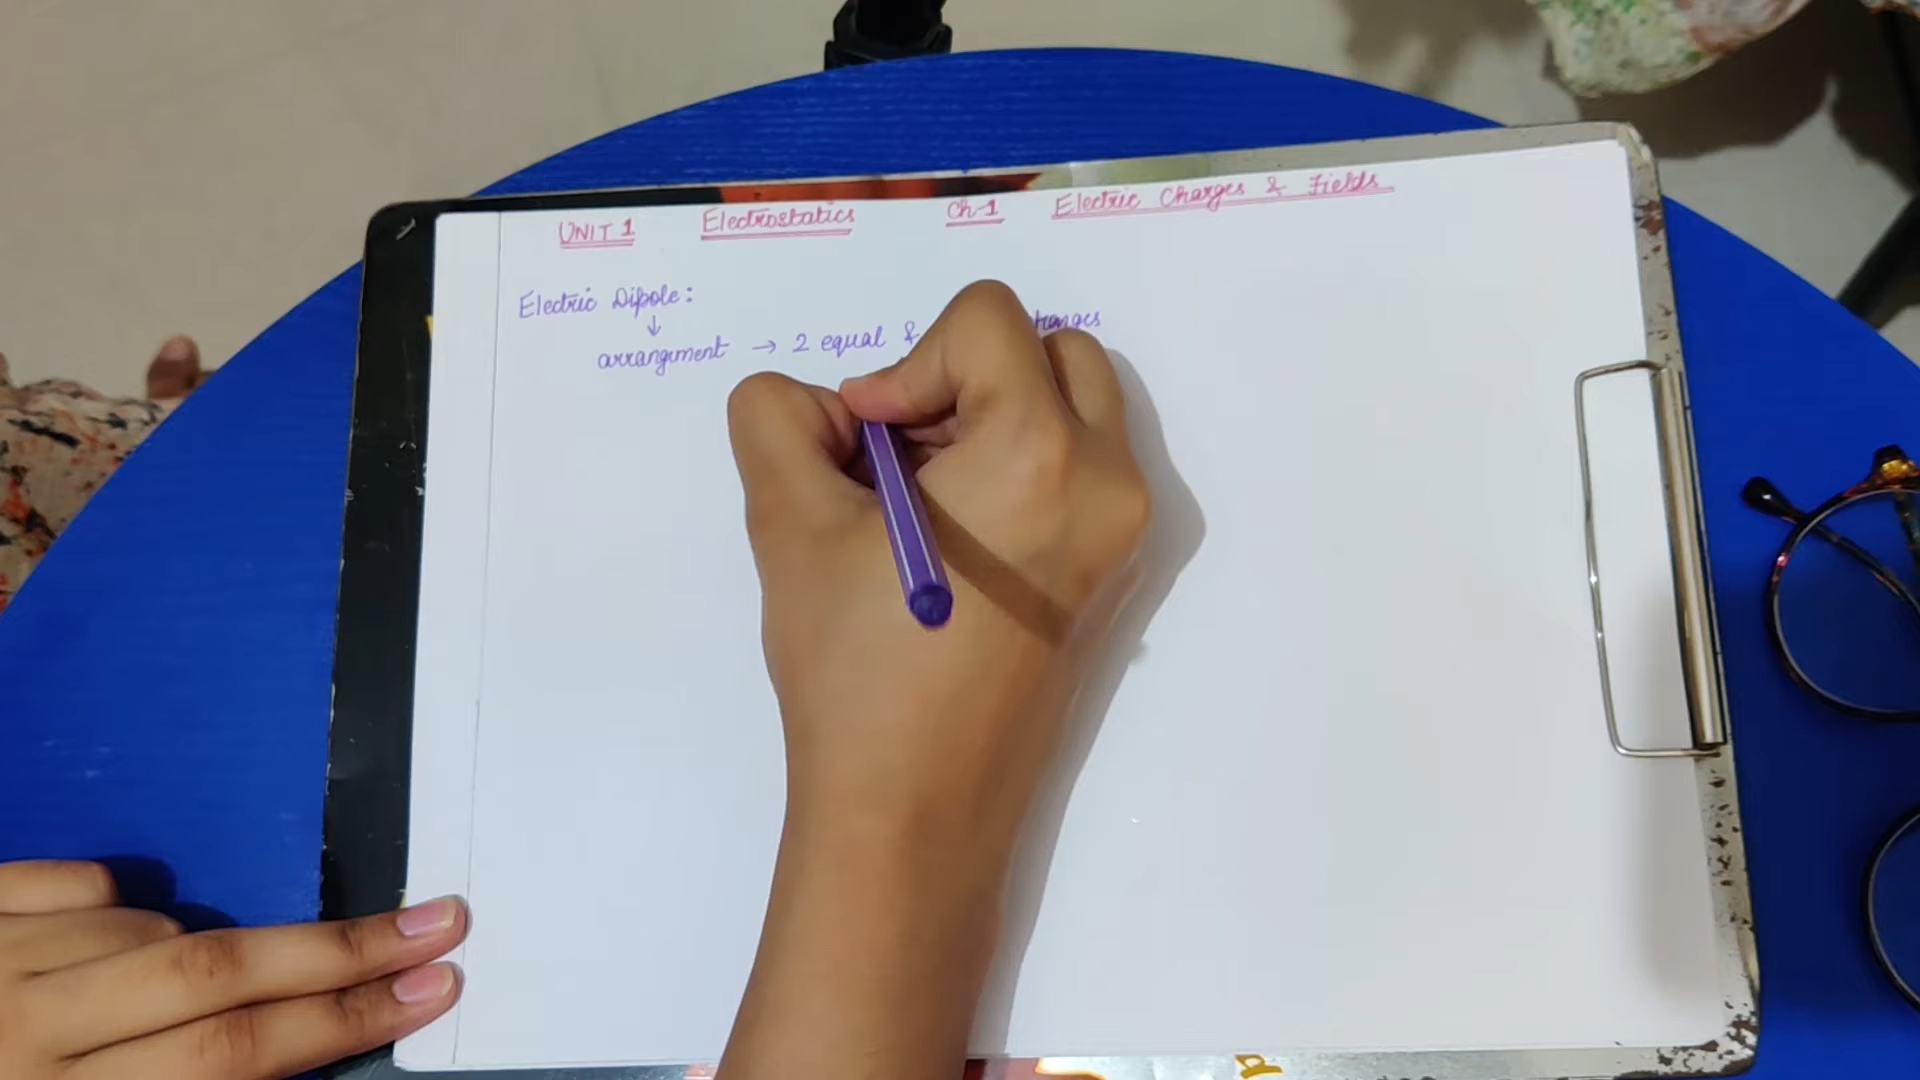 UNIT 1 Electrostatics Ch-1 Electric Charges & Fields
Electric Dipole:
↓
arrangement → 2 equal &